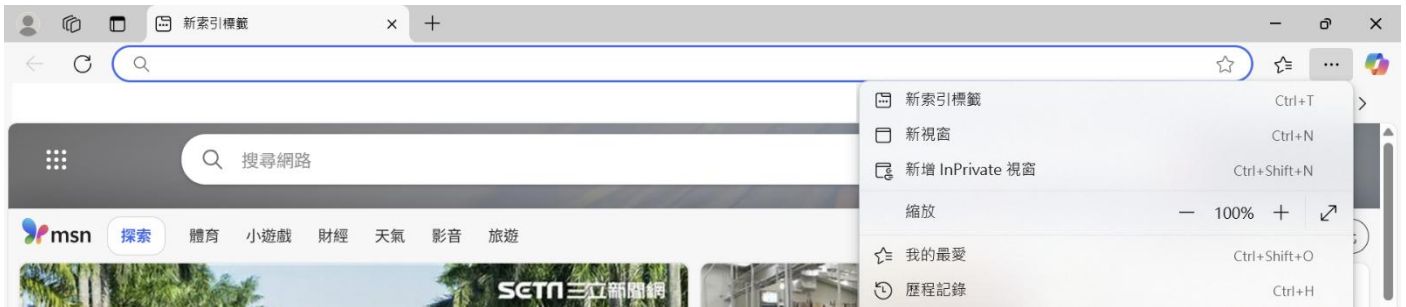 新索引標籤
新索引標籤 Ctrl+T
新視窗 Ctrl+N
搜尋網路
新增 InPrivate 視窗 Ctrl+Shift+N
縮放 100%
msn 探索 體育 小遊戲 財經 天氣 影音 旅遊
我的最愛 Ctrl+Shift+O
SETN三立新聞網
歷程記錄 Ctrl+H